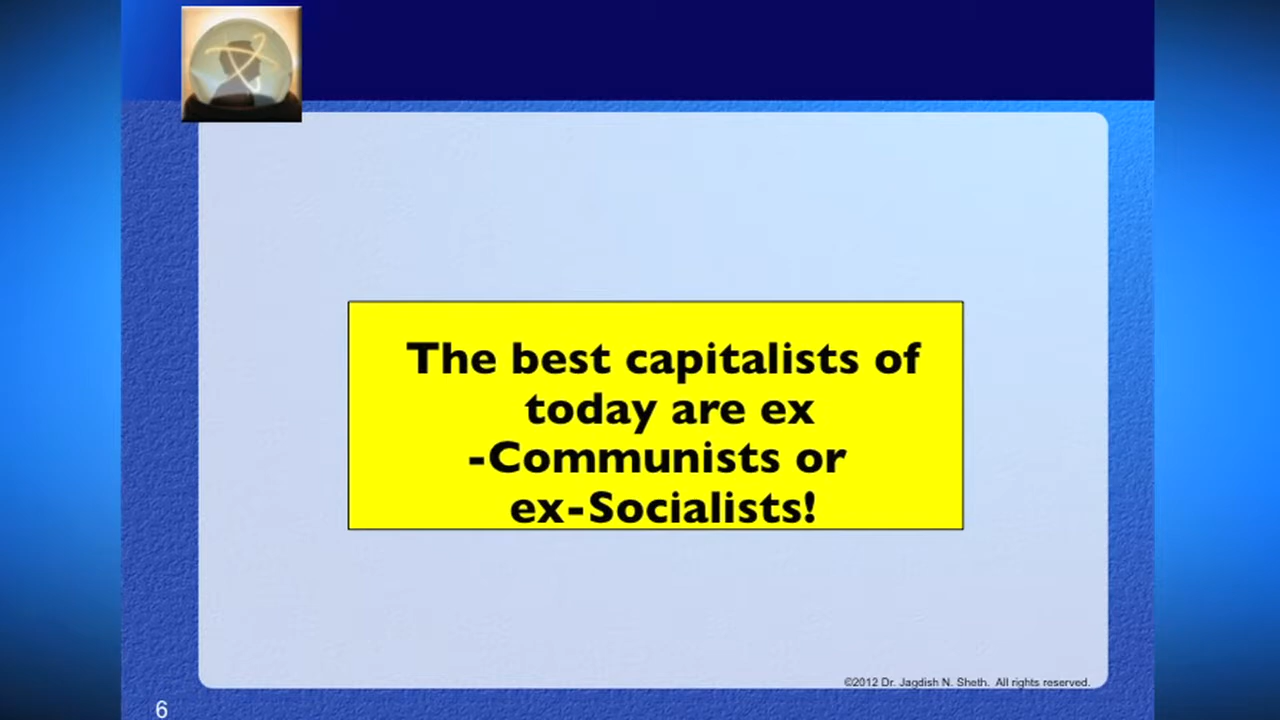 The best capitalists of
today are ex
-Communists or
ex-Socialists!
©2012 Dr. Jagdish N. Sheth. All rights reserved.
6